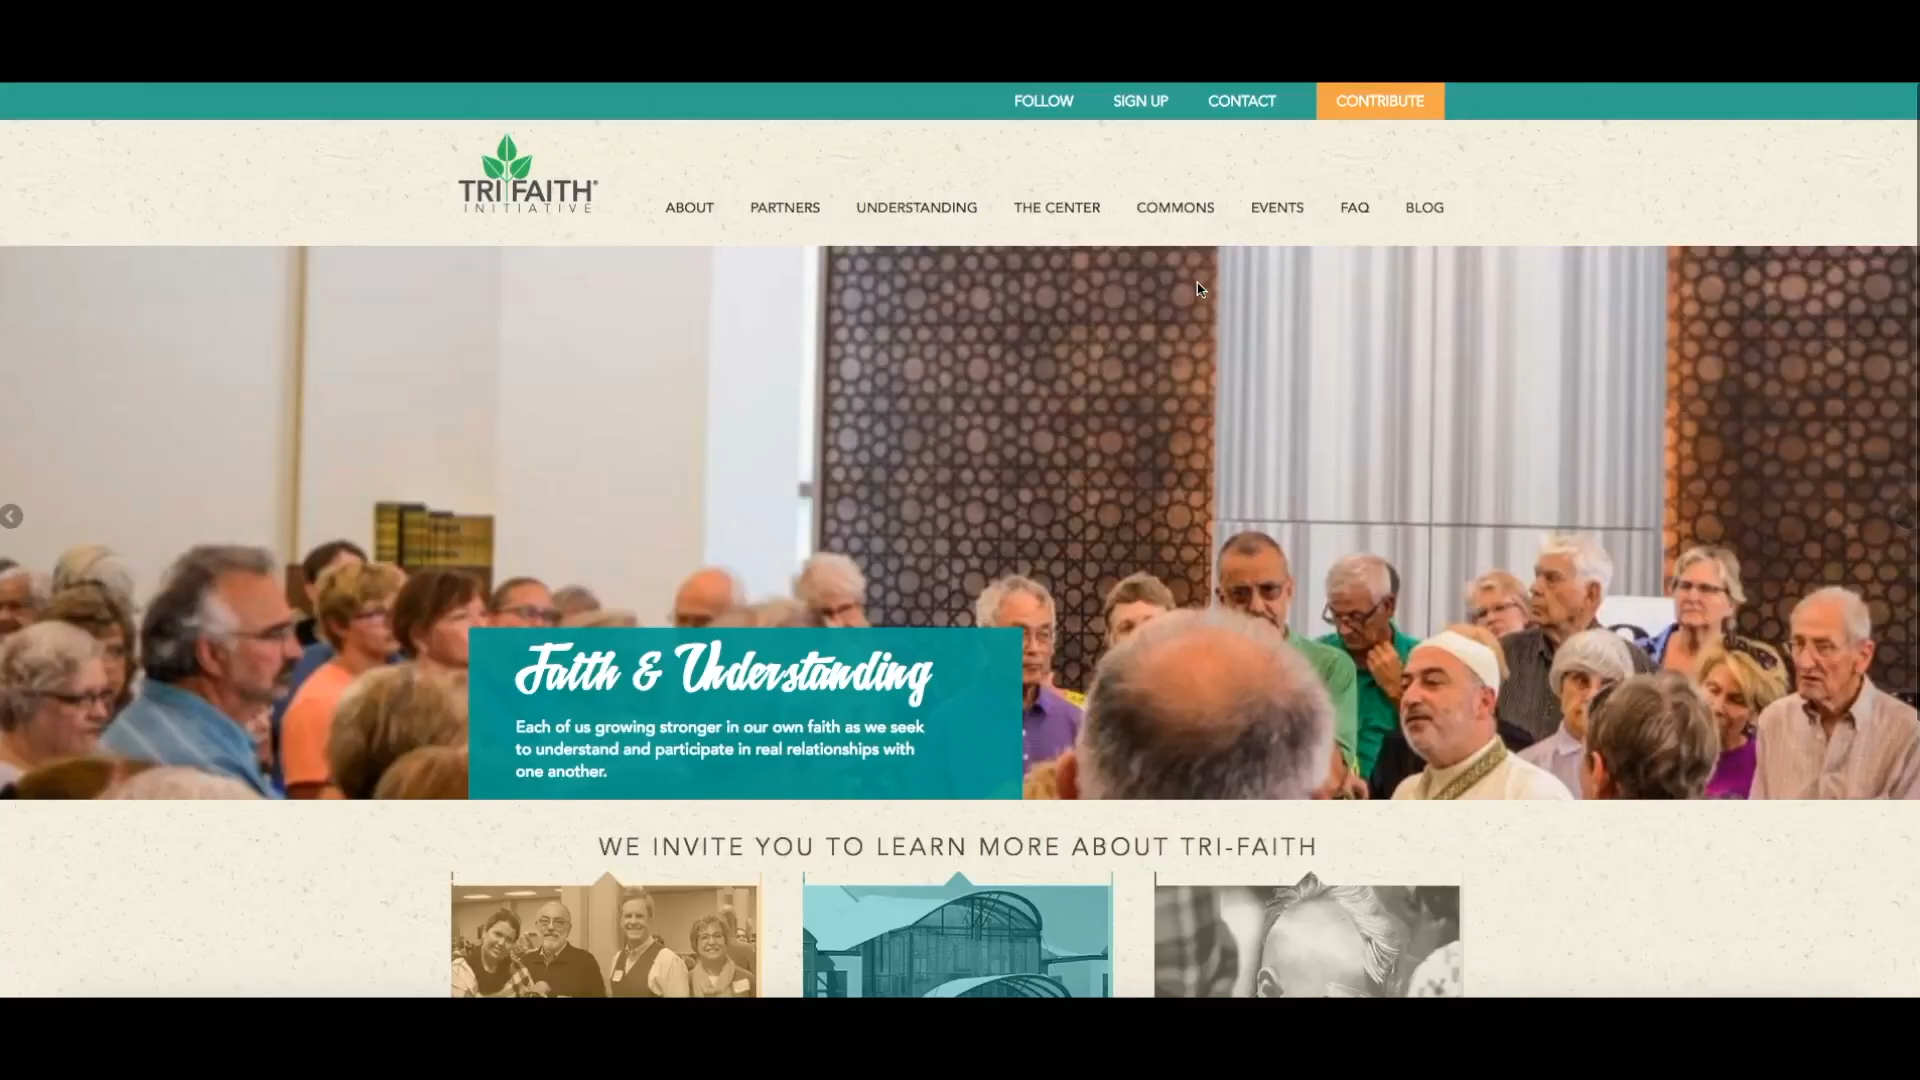 FOLLOW SIGN UP CONTACT CONTRIBUTE
TRI FAITH®
INITIATIVE
ABOUT PARTNERS UNDERSTANDING THE CENTER COMMONS EVENTS FAQ BLOG
Faith & Understanding
Each of us growing stronger in our own faith as we seek
to understand and participate in real relationships with
one another.
WE INVITE YOU TO LEARN MORE ABOUT TRI-FAITH